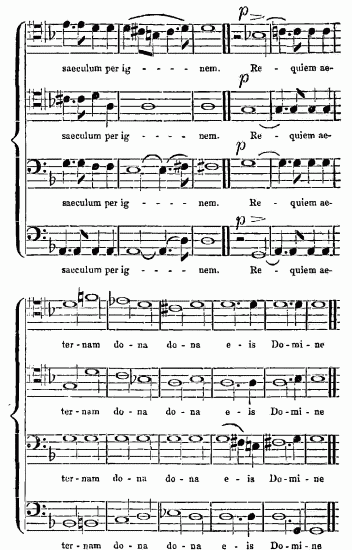 p
saeculum per ig - - - - nem. Re - quiem ae-
p
saeculum per ig - - - - nem. Re - quiem ae-
p
saeculum per ig - - - - nem. Re - quiem ae-
p
saeculum per ig - - - - nem. Re - quiem ae-
ter - nam do - na do - na e - is Do - mi - ne
ter - nam do - na do - na e - is Do - mi - ne
ter - nam do - na do - na e - is Do - mi - ne
ter - nam do - na do - na e - is Do - mi - ne